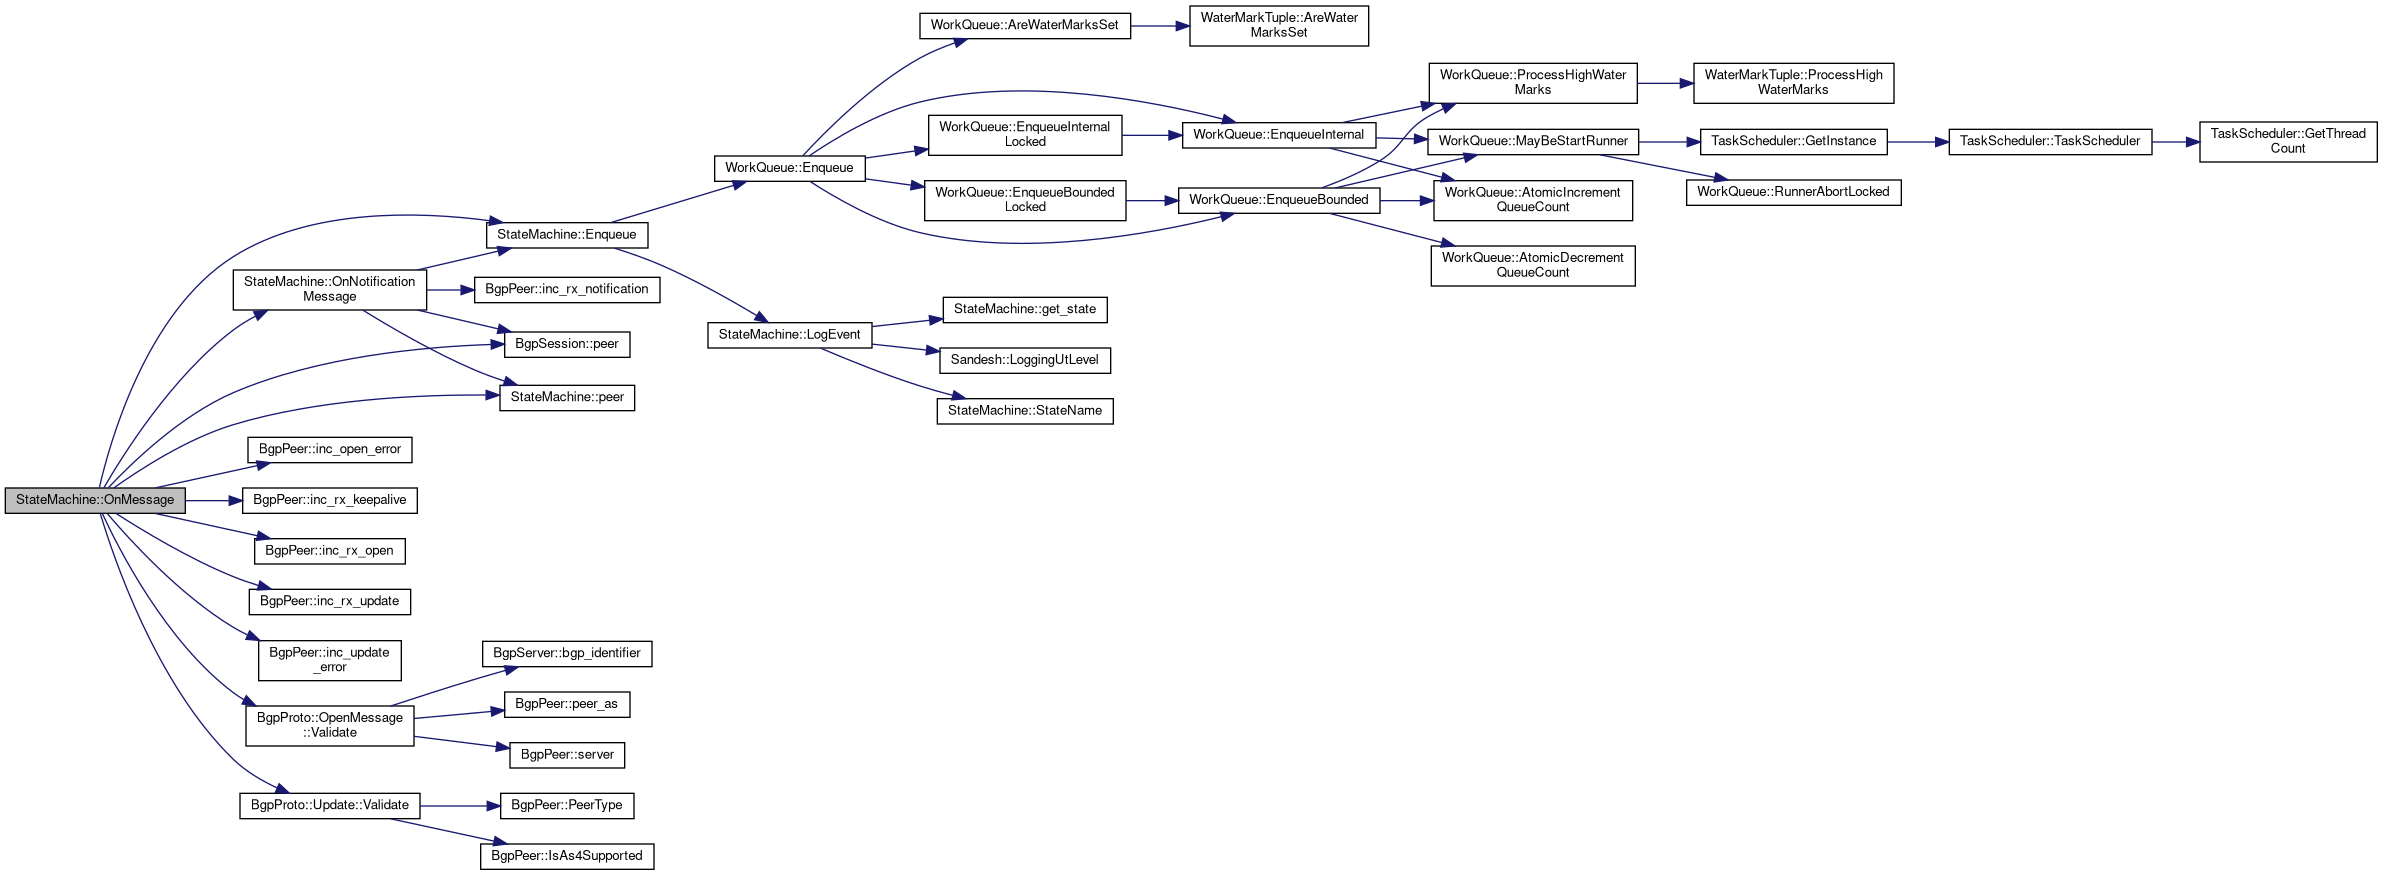 StateMachine::OnMessage
StateMachine::OnNotification
Message
BgpPeer::inc_open_error
BgpPeer::inc_rx_keepalive
BgpPeer::inc_rx_open
BgpPeer::inc_rx_update
BgpPeer::inc_update
_error
BgpProto::OpenMessage
::Validate
BgpProto::Update::Validate
StateMachine::Enqueue
BgpPeer::inc_rx_notification
BgpSession::peer
StateMachine::peer
BgpServer::bgp_identifier
BgpPeer::peer_as
BgpPeer::server
BgpPeer::PeerType
BgpPeer::IsAs4Supported
WorkQueue::Enqueue
StateMachine::LogEvent
WorkQueue::AreWaterMarksSet
WorkQueue::EnqueueInternal
Locked
WorkQueue::EnqueueBounded
Locked
StateMachine::get_state
Sandesh::LoggingUtLevel
StateMachine::StateName
WaterMarkTuple::AreWater
MarksSet
WorkQueue::EnqueueInternal
WorkQueue::EnqueueBounded
WorkQueue::ProcessHighWater
Marks
WorkQueue::MayBeStartRunner
WorkQueue::AtomicIncrement
QueueCount
WorkQueue::AtomicDecrement
QueueCount
WaterMarkTuple::ProcessHigh
WaterMarks
TaskScheduler::GetInstance
WorkQueue::RunnerAbortLocked
TaskScheduler::TaskScheduler
TaskScheduler::GetThread
Count